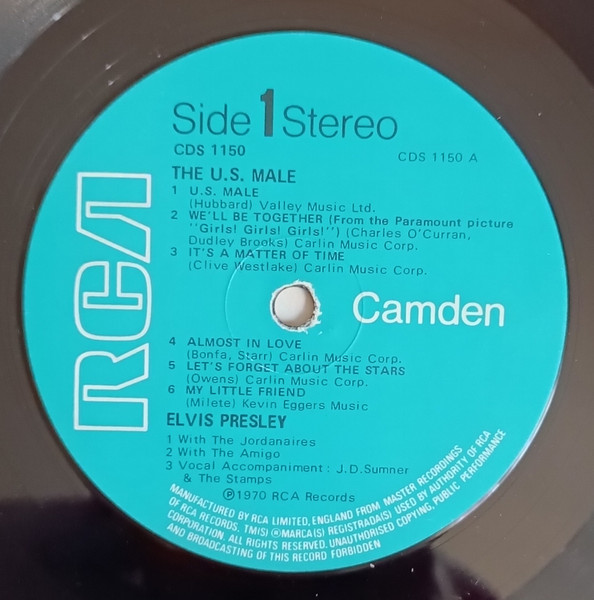 Side 1 Stereo
CDS 1150
CDS 1150 A
THE U.S. MALE
1 U.S. MALE
(Hubbard) Valley Music Ltd.
2 WE'LL BE TOGETHER (From the Paramount picture
"Girls! Girls! Girls!") (Charles O'Curran,
Dudley Brooks) Carlin Music Corp.
3 IT'S A MATTER OF TIME
(Clive Westlake) Carlin Music Corp.
RCA
Camden
4 ALMOST IN LOVE
(Bonfa, Starr) Carlin Music Corp.
5 LET'S FORGET ABOUT THE STARS
(Owens) Carlin Music Corp.
6 MY LITTLE FRIEND
(Milete) Kevin Eggers Music
ELVIS PRESLEY
1 With The Jordanaires
2 With The Amigo
3 Vocal Accompaniment: J.D.Sumner
& The Stamps
℗1970 RCA Records
MANUFACTURED BY RCA LIMITED, ENGLAND FROM MASTER RECORDINGS
OF RCA RECORDS. TM(S) ® MARCA(S) REGISTRADA(S) USED BY AUTHORITY OF RCA
CORPORATION. ALL RIGHTS RESERVED. UNAUTHORISED COPYING, PUBLIC PERFORMANCE
AND BROADCASTING OF THIS RECORD FORBIDDEN